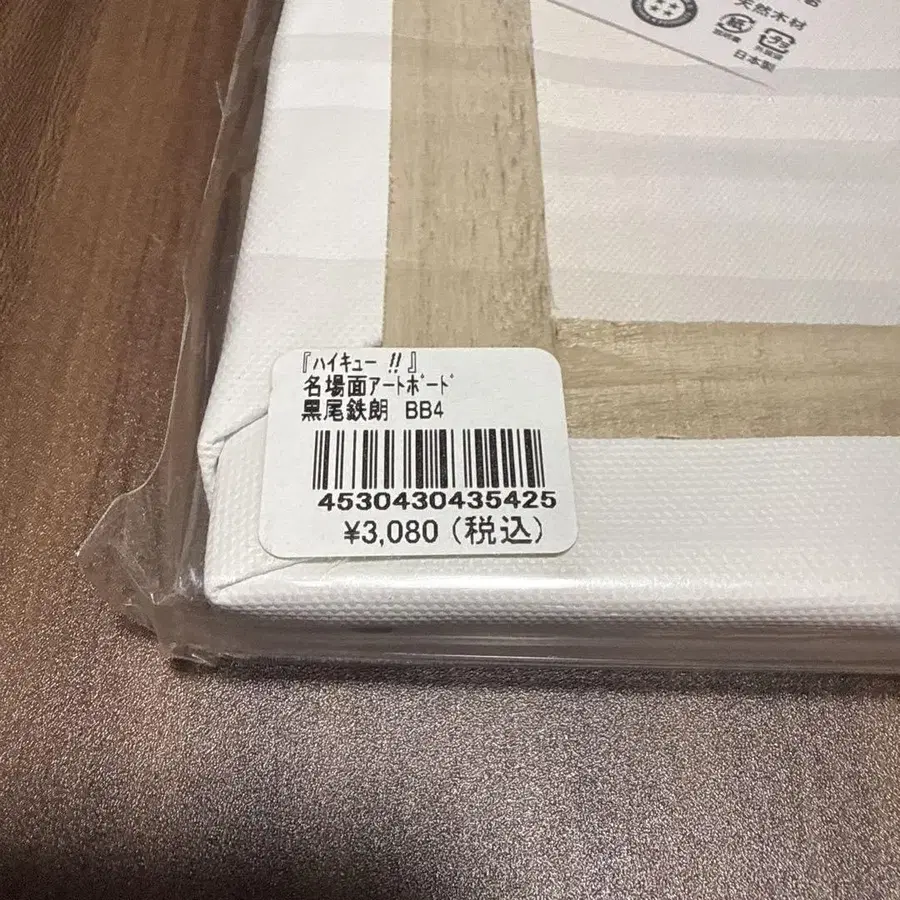 天然木材
日本製
『ハイキュー!!』
名場面アートボード
黒尾鉄朗 BB4
4530430435425
¥3,080(税込)